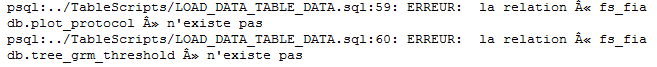 psql:../TableScripts/LOAD_DATA_TABLE_DATA.sql:59: ERREUR:  la relation Â« fs_fia
db.plot_protocol Â» n'existe pas
psql:../TableScripts/LOAD_DATA_TABLE_DATA.sql:60: ERREUR:  la relation Â« fs_fia
db.tree_grm_threshold Â» n'existe pas